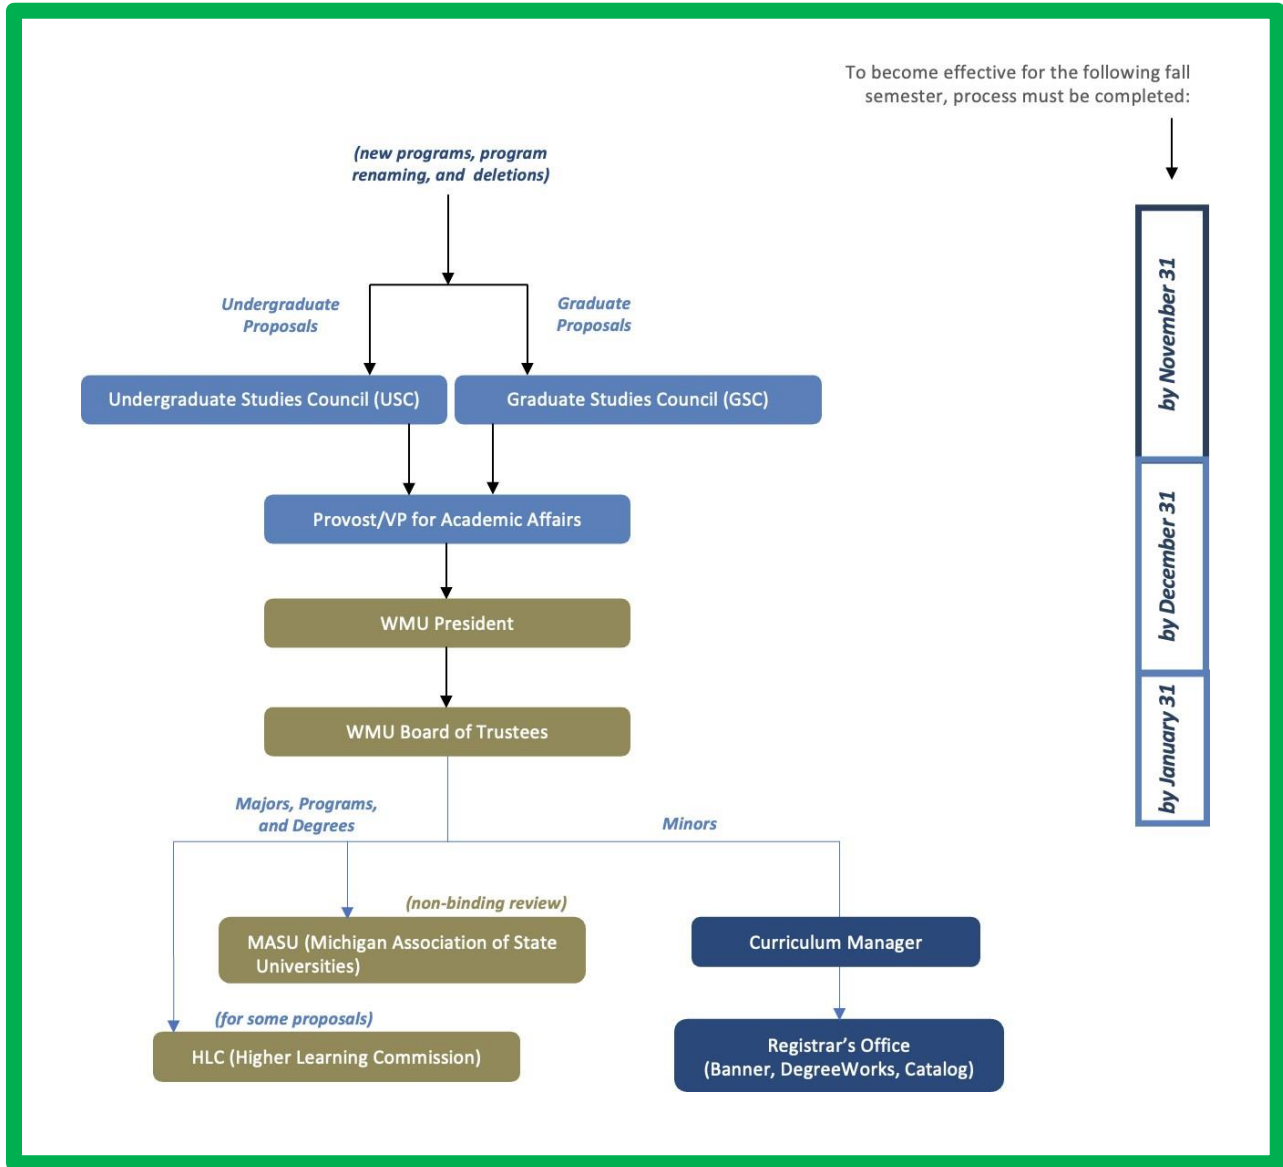 To become effective for the following fall
semester, process must be completed:
(new programs, program
renaming, and deletions)
Undergraduate
Proposals
Graduate
Proposals
Undergraduate Studies Council (USC)
Graduate Studies Council (GSC)
by November 31
Provost/VP for Academic Affairs
WMU President
by December 31
WMU Board of Trustees
by January 31
Majors, Programs,
and Degrees
Minors
(non-binding review)
MASU (Michigan Association of State
Universities)
Curriculum Manager
(for some proposals)
HLC (Higher Learning Commission)
Registrar’s Office
(Banner, DegreeWorks, Catalog)